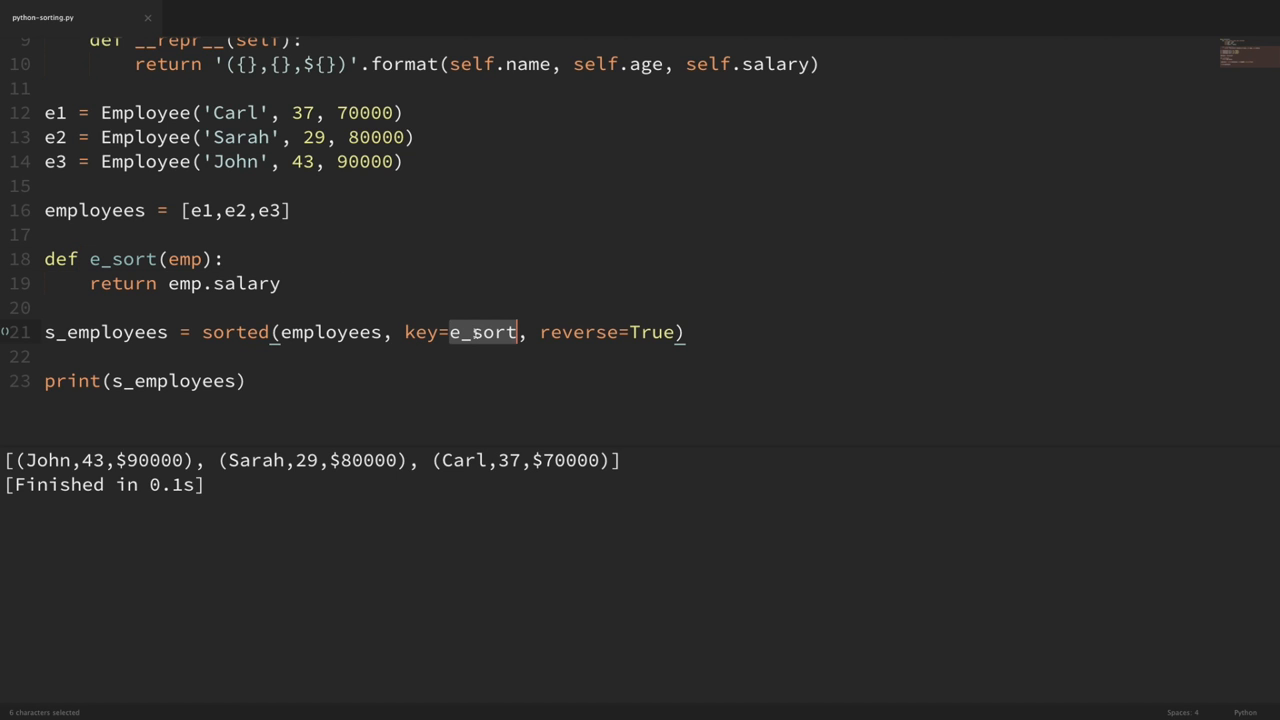 python-sorting.py ×
9     def __repr__(self):
10         return '({},{},${})'.format(self.name, self.age, self.salary)
11
12 e1 = Employee('Carl', 37, 70000)
13 e2 = Employee('Sarah', 29, 80000)
14 e3 = Employee('John', 43, 90000)
15
16 employees = [e1,e2,e3]
17
18 def e_sort(emp):
19     return emp.salary
20
21 s_employees = sorted(employees, key=e_sort, reverse=True)
22
23 print(s_employees)
[(John,43,$90000), (Sarah,29,$80000), (Carl,37,$70000)]
[Finished in 0.1s]
6 characters selected Spaces: 4 Python